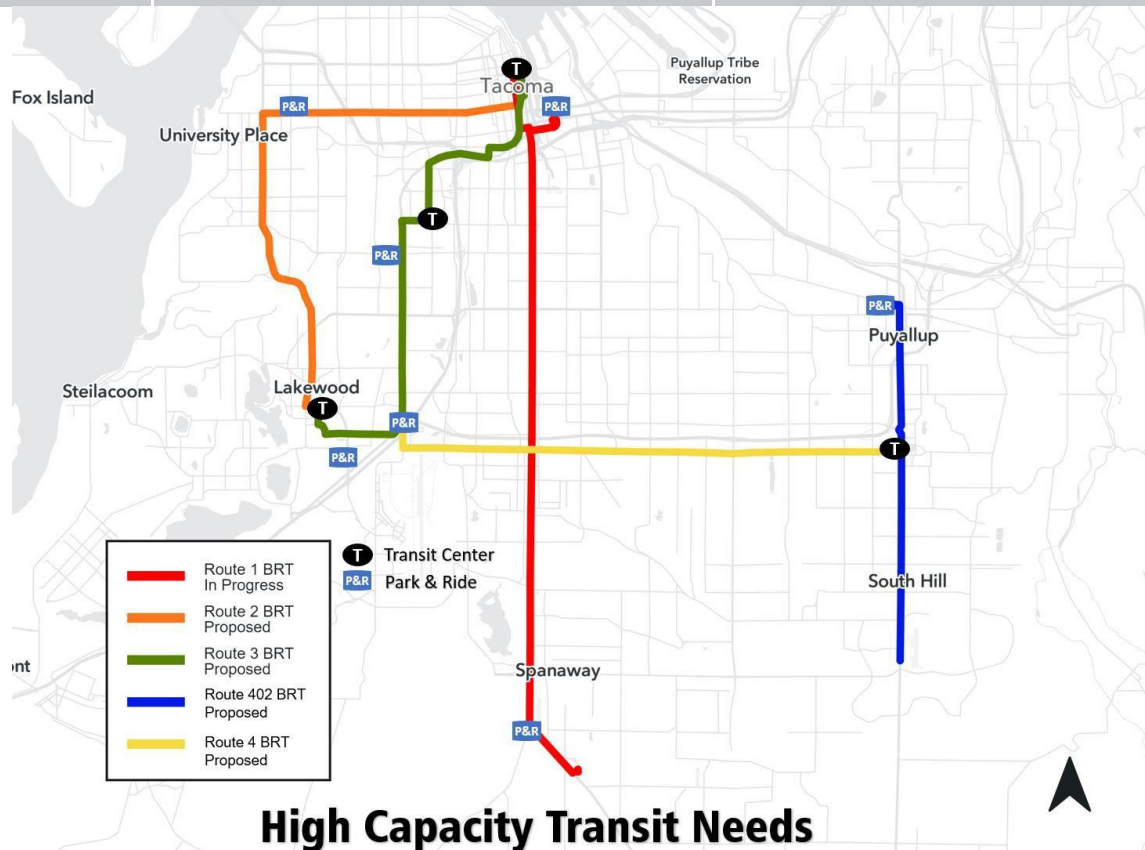 T
Tacoma
Puyallup Tribe
Reservation
Fox Island
P&R
P&R
University Place
T
P&R
P&R
Puyallup
Steilacoom
Lakewood
T
P&R
P&R
T
Route 1 BRT
In Progress
Route 2 BRT
Proposed
Route 3 BRT
Proposed
Route 402 BRT
Proposed
Route 4 BRT
Proposed
T Transit Center
P&R Park & Ride
South Hill
ont
Spanaway
P&R
High Capacity Transit Needs